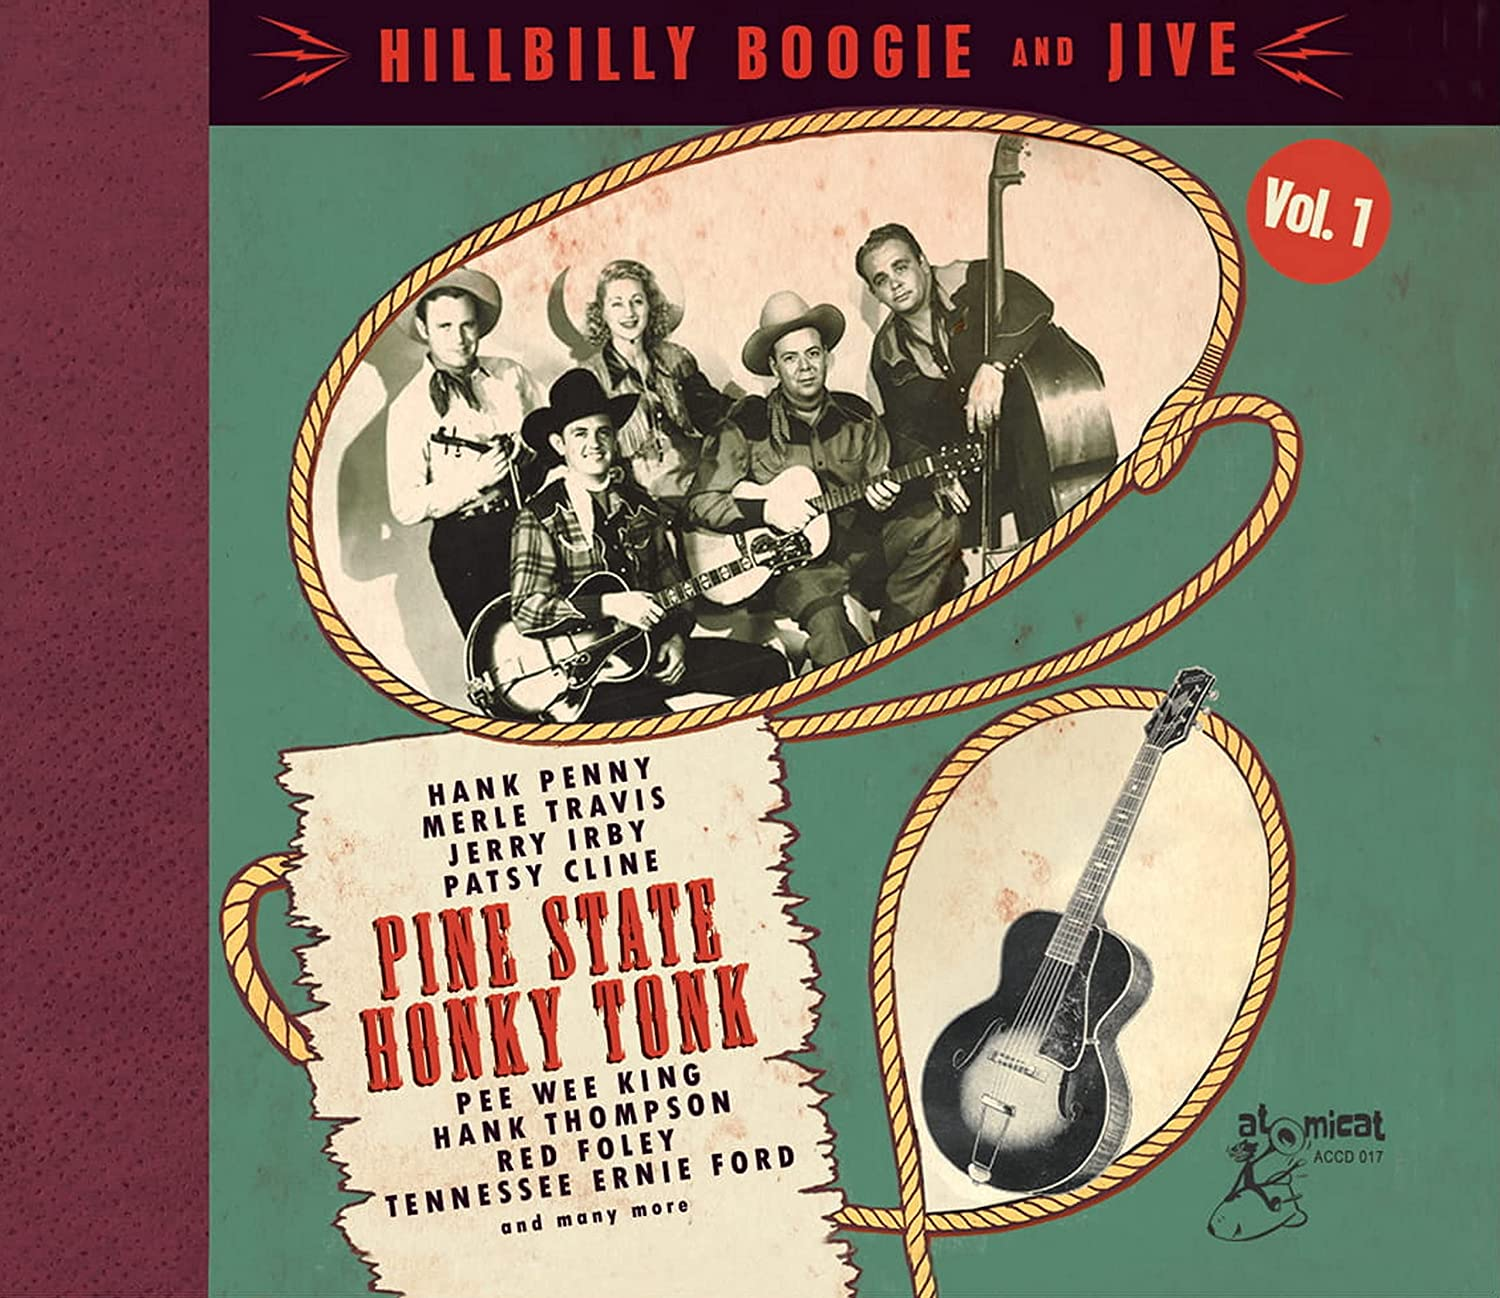 HILLBILLY BOOGIE AND JIVE
Vol. 1
HANK PENNY
MERLE TRAVIS
JERRY IRBY
PATSY CLINE
PINE STATE
HONKY TONK
PEE WEE KING
HANK THOMPSON
RED FOLEY
TENNESSEE ERNIE FORD
and many more
atomicat
ACCD 017